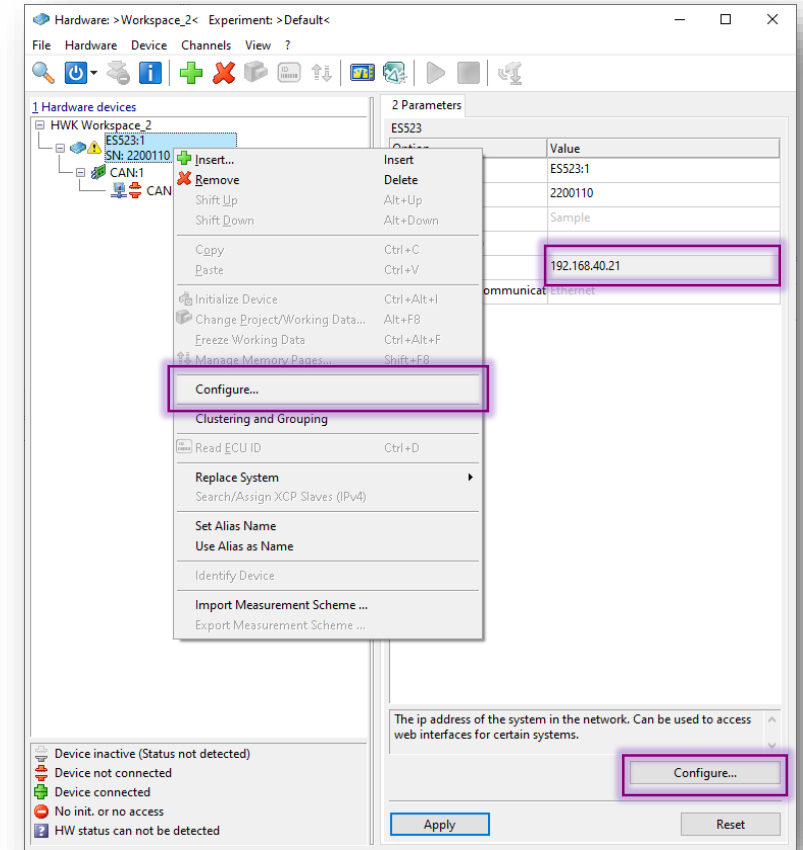 Hardware: >Workspace_2<  Experiment: >Default<
File Hardware Device Channels View ?
1 Hardware devices
HWK Workspace_2
ES523:1
SN: 2200110
CAN:1
CAN
Insert... Insert
Remove Delete
Shift Up Alt+Up
Shift Down Alt+Down
Copy Ctrl+C
Paste Ctrl+V
Initialize Device Ctrl+Alt+I
Change Project/Working Data... Alt+F8
Freeze Working Data Ctrl+Alt+F
Manage Memory Pages... Shift+F8
Configure...
Clustering and Grouping
Read ECU ID Ctrl+D
Replace System
Search/Assign XCP Slaves (IPv4)
Set Alias Name
Use Alias as Name
Identify Device
Import Measurement Scheme ...
Export Measurement Scheme ...
2 Parameters
ES523
Option Value
ES523:1
2200110
Sample
192.168.40.21
ommunicat Ethernet
The ip address of the system in the network. Can be used to access
web interfaces for certain systems.
Configure...
Apply Reset
Device inactive (Status not detected)
Device not connected
Device connected
No init. or no access
HW status can not be detected